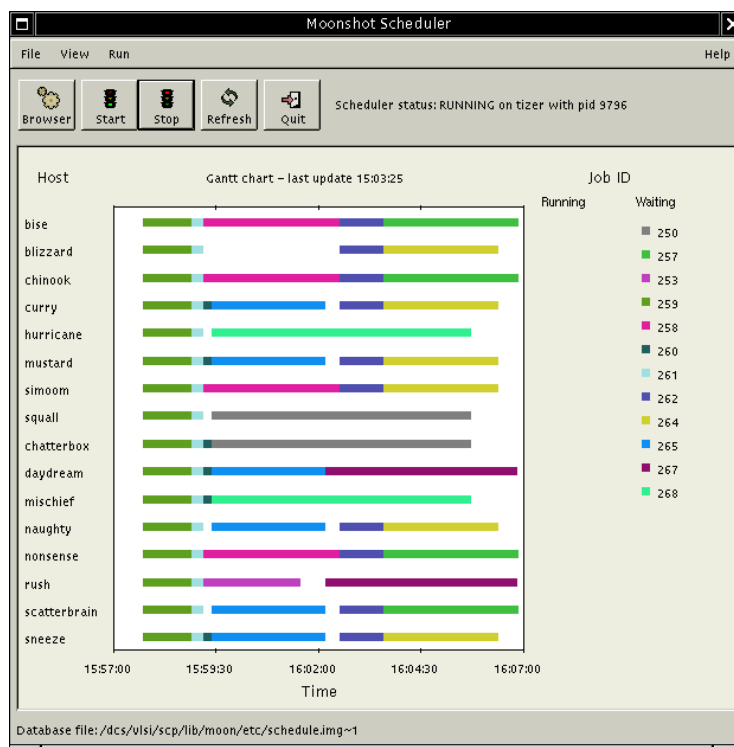 Moonshot Scheduler
File View Run Help
Browser Start Stop Refresh Quit Scheduler status: RUNNING on tizer with pid 9796
Host Gantt chart – last update 15:03:25 Job ID
Running Waiting
bise 250
blizzard 257
chinook 253
curry 259
hurricane 258
mustard 260
simoom 261
squall 262
chatterbox 264
daydream 265
mischief 267
naughty 268
nonsense
rush
scatterbrain
sneeze
15:57:00 15:59:30 16:02:00 16:04:30 16:07:00
Time
Database file: /dcs/vlsi/scp/lib/moon/etc/schedule.img~1